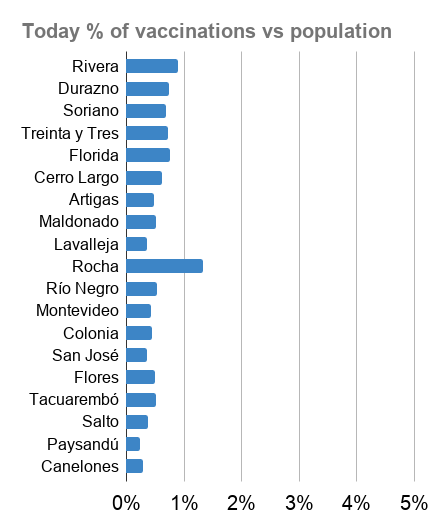 Today % of vaccinations vs population
Rivera
Durazno
Soriano
Treinta y Tres
Florida
Cerro Largo
Artigas
Maldonado
Lavalleja
Rocha
Río Negro
Montevideo
Colonia
San José
Flores
Tacuarembó
Salto
Paysandú
Canelones
0% 1% 2% 3% 4% 5%